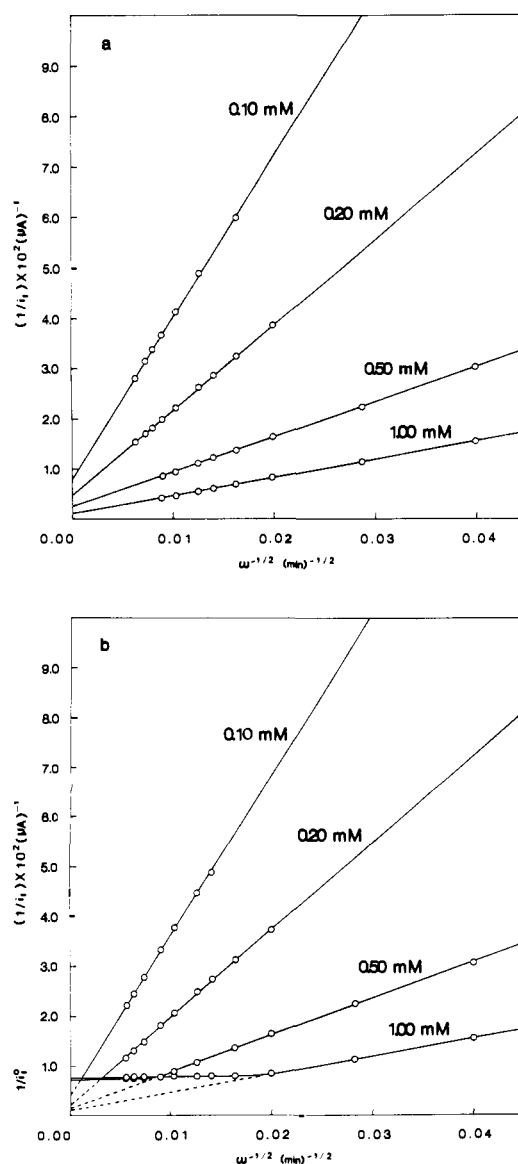 a
9.0
8.0
7.0
6.0
5.0
4.0
3.0
2.0
1.0
(1/i₁) X 10² (μA)⁻¹
0.10 mM
0.20 mM
0.50 mM
1.00 mM
0.00 0.01 0.02 0.03 0.04
ω⁻¹/² (min)⁻¹/²
b
9.0
8.0
7.0
6.0
5.0
4.0
3.0
2.0
1.0
1/i₁⁰
(1/i₁) X 10² (μA)⁻¹
0.10 mM
0.20 mM
0.50 mM
1.00 mM
0.00 0.01 0.02 0.03 0.04
ω⁻¹/² (min)⁻¹/²